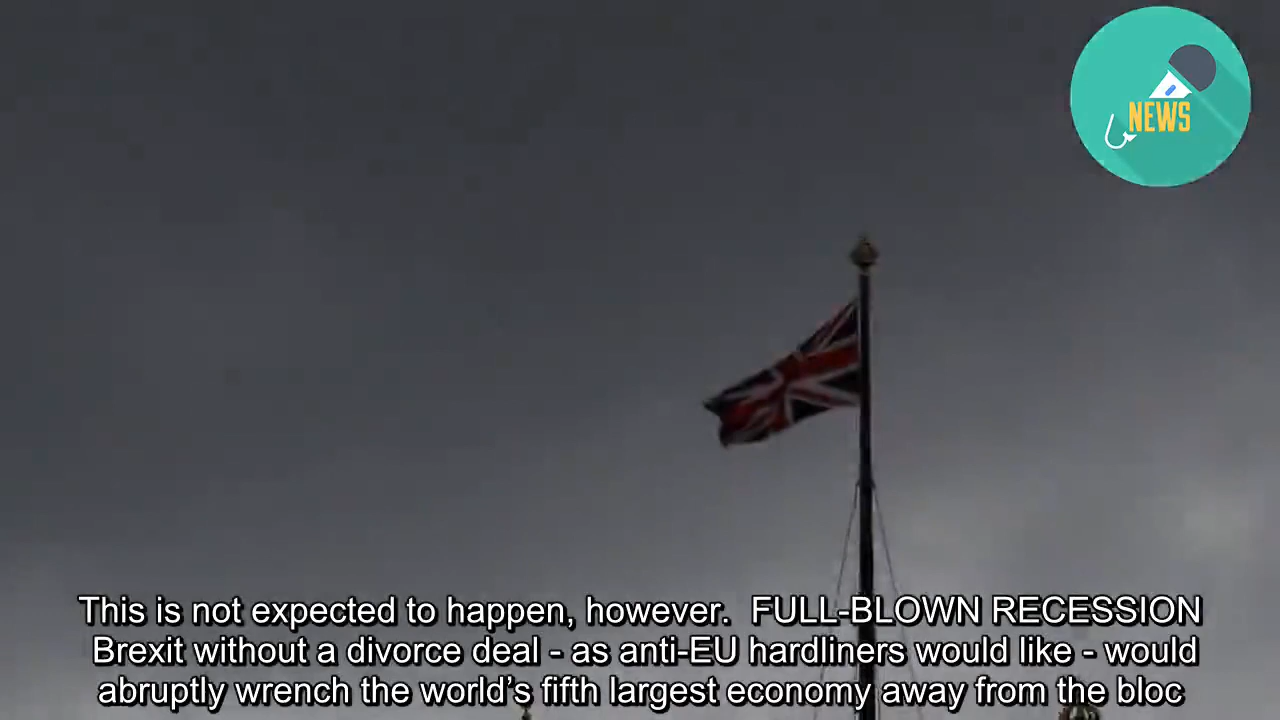 NEWS
This is not expected to happen, however.  FULL-BLOWN RECESSION
Brexit without a divorce deal - as anti-EU hardliners would like - would
abruptly wrench the world’s fifth largest economy away from the bloc